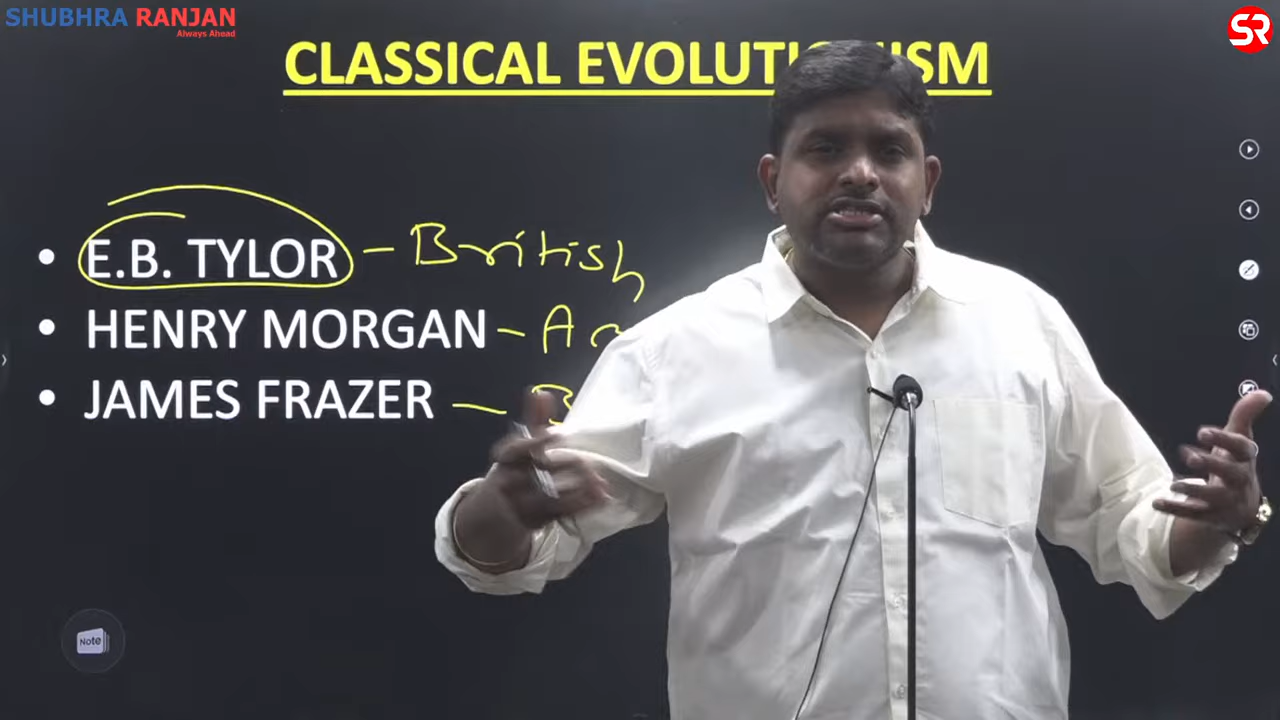 SHUBHRA RANJAN
Always Ahead
SR
CLASSICAL
• E.B. TYLOR – British
• HENRY MORGAN –
• JAMES FRAZER –
Note